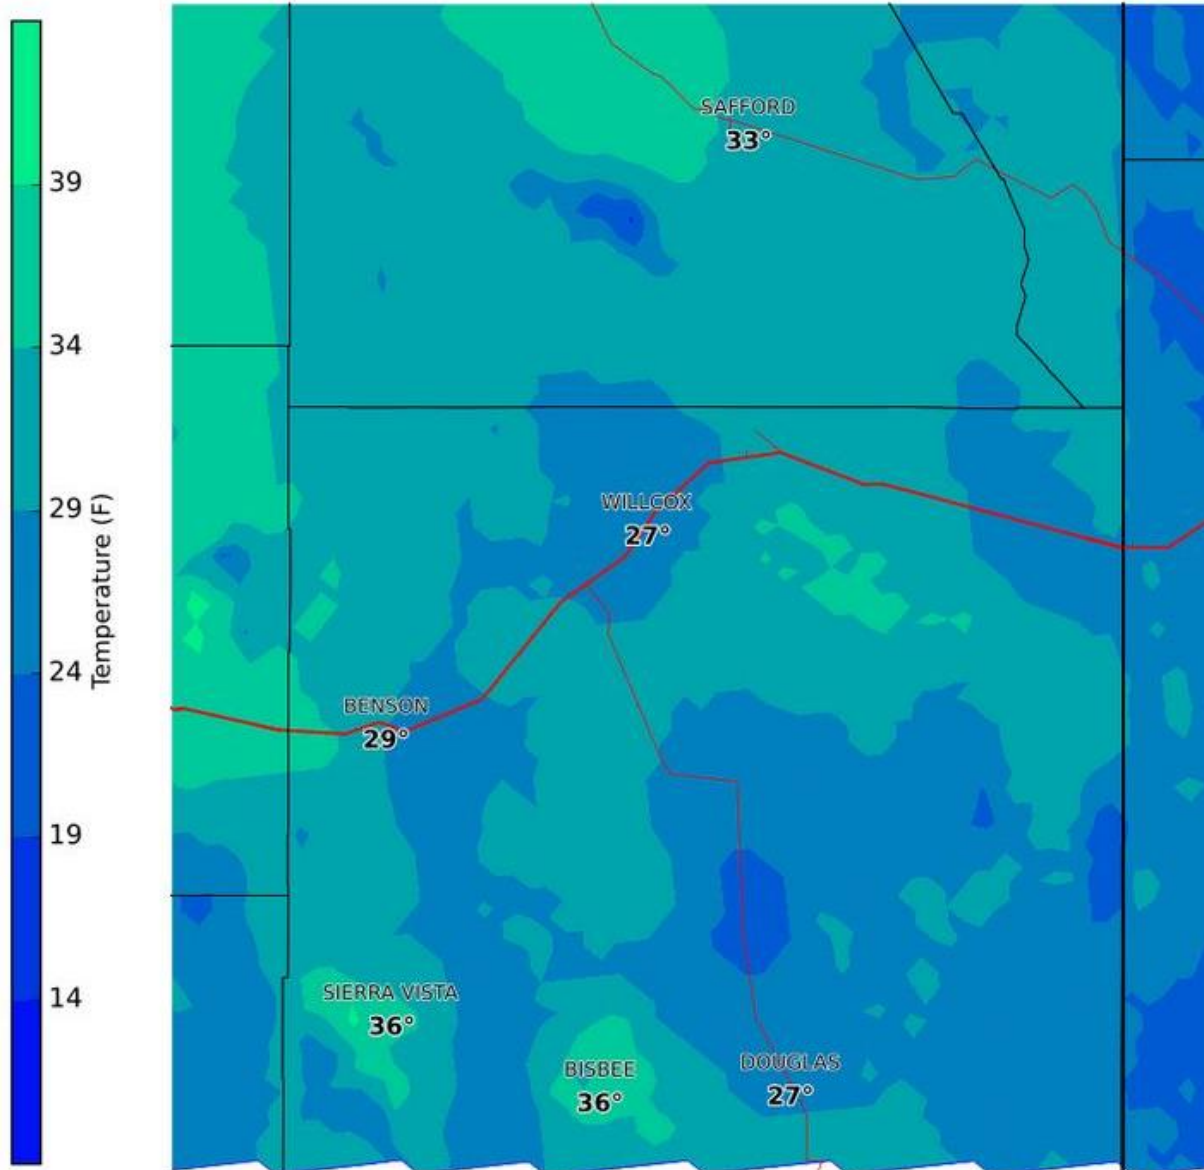 39
34
29
24
19
14
Temperature (F)
SAFFORD
33°
WILLCOX
27°
BENSON
29°
SIERRA VISTA
36°
BISBEE
36°
DOUGLAS
27°